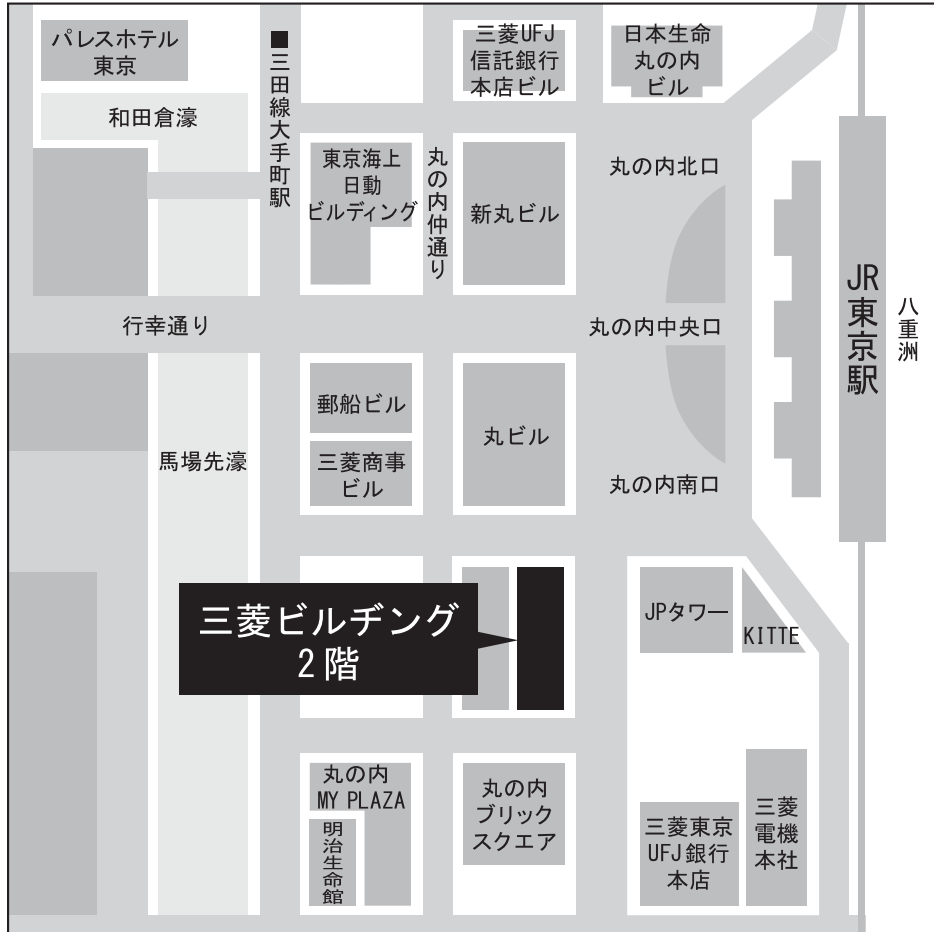 パレスホテル
東京
■三田線大手町駅
三菱UFJ
信託銀行
本店ビル
日本生命
丸の内
ビル
和田倉濠
東京海上
日動
ビルディング
丸の内仲通り
新丸ビル
丸の内北口
行幸通り
丸の内中央口
JR東京駅
八重洲
郵船ビル
三菱商事
ビル
丸ビル
馬場先濠
丸の内南口
三菱ビルヂング
2階
JPタワー
KITTE
丸の内
MY PLAZA
明治生命館
丸の内
ブリック
スクエア
三菱東京
UFJ銀行
本店
三菱
電機
本社